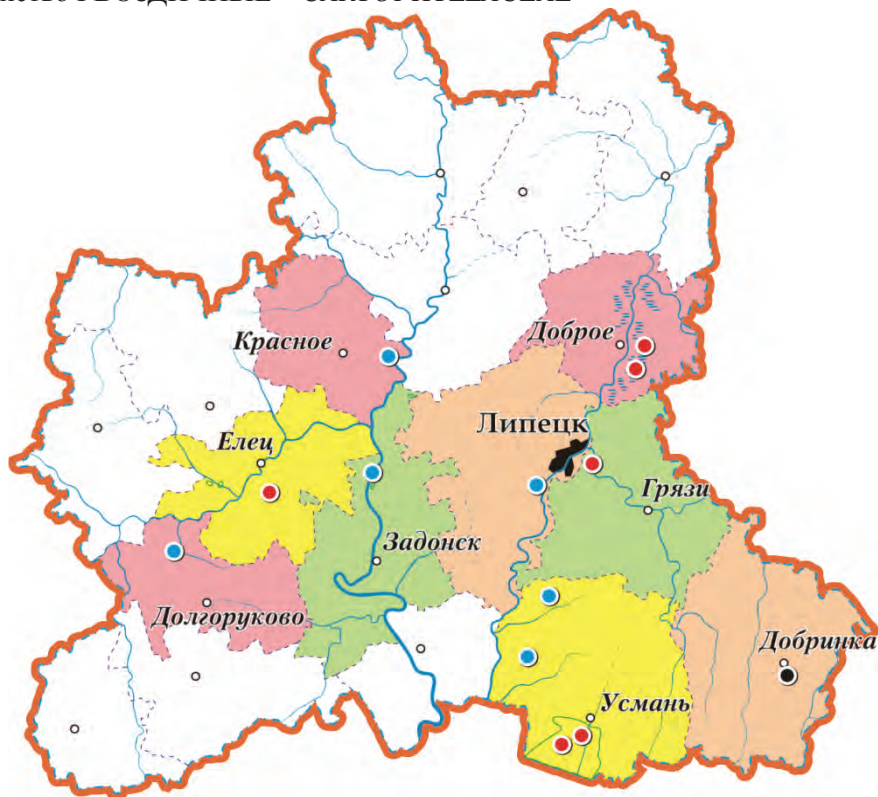 Красное
Доброе
Липецк
Елец
Грязи
Задонск
Долгоруково
Добринка
Усмань